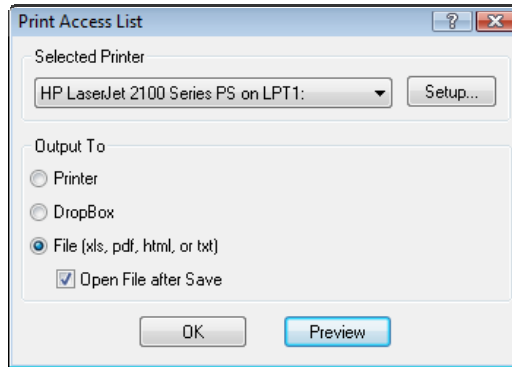 Print Access List
Selected Printer
HP LaserJet 2100 Series PS on LPT1:
Setup...
Output To
Printer
DropBox
File (xls, pdf, html, or txt)
Open File after Save
OK
Preview